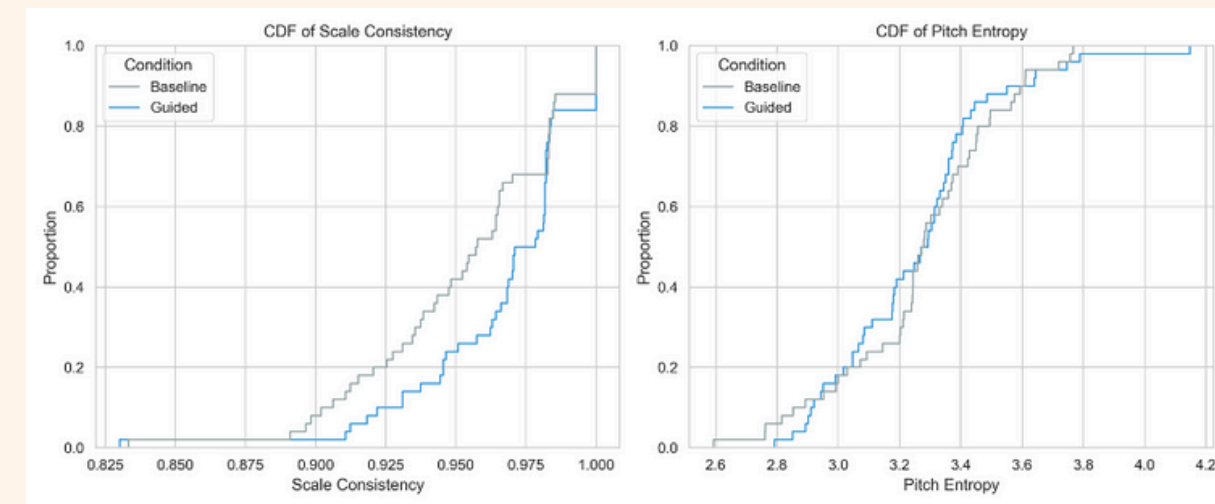 CDF of Scale Consistency
1.0
0.8
0.6
0.4
0.2
0.0
Proportion
Condition
Baseline
Guided
0.825 0.850 0.875 0.900 0.925 0.950 0.975 1.000
Scale Consistency
CDF of Pitch Entropy
1.0
0.8
0.6
0.4
0.2
0.0
Proportion
Condition
Baseline
Guided
2.6 2.8 3.0 3.2 3.4 3.6 3.8 4.0 4.2
Pitch Entropy